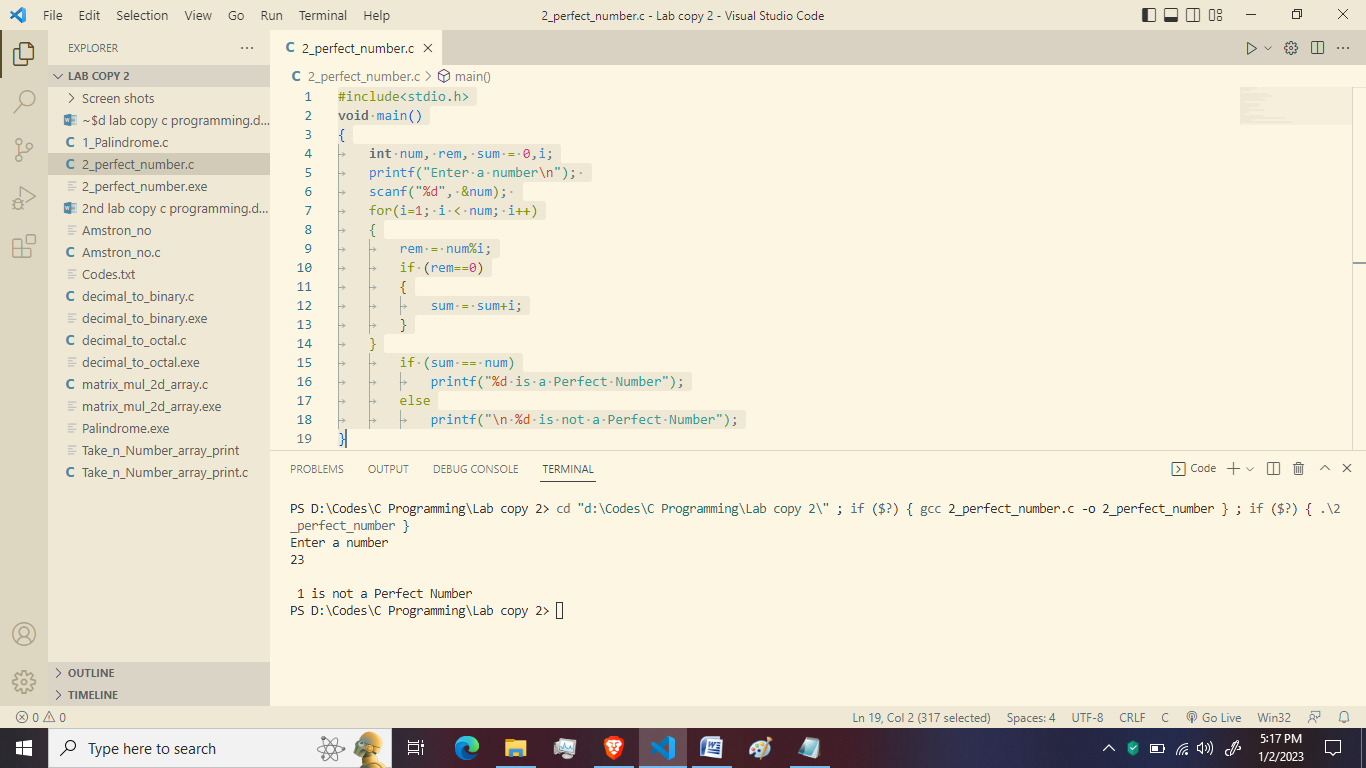 File Edit Selection View Go Run Terminal Help
2_perfect_number.c - Lab copy 2 - Visual Studio Code
EXPLORER
LAB COPY 2
Screen shots
~$d lab copy c programming.d...
1_Palindrome.c
2_perfect_number.c
2_perfect_number.exe
2nd lab copy c programming.d...
Amstron_no
Amstron_no.c
Codes.txt
decimal_to_binary.c
decimal_to_binary.exe
decimal_to_octal.c
decimal_to_octal.exe
matrix_mul_2d_array.c
matrix_mul_2d_array.exe
Palindrome.exe
Take_n_Number_array_print
Take_n_Number_array_print.c
OUTLINE
TIMELINE
2_perfect_number.c
2_perfect_number.c > main()
1 #include<stdio.h>
2 void main()
3 {
4 int num, rem, sum = 0,i;
5 printf("Enter a number\n");
6 scanf("%d", &num);
7 for(i=1; i < num; i++)
8 {
9 rem = num%i;
10 if (rem==0)
11 {
12 sum = sum+i;
13 }
14 }
15 if (sum == num)
16 printf("%d is a Perfect Number");
17 else
18 printf("\n %d is not a Perfect Number");
19 }
PROBLEMS OUTPUT DEBUG CONSOLE TERMINAL
Code
PS D:\Codes\C Programming\Lab copy 2> cd "d:\Codes\C Programming\Lab copy 2\" ; if ($?) { gcc 2_perfect_number.c -o 2_perfect_number } ; if ($?) { .\2
_perfect_number }
Enter a number
23
1 is not a Perfect Number
PS D:\Codes\C Programming\Lab copy 2>
0 0
Ln 19, Col 2 (317 selected) Spaces: 4 UTF-8 CRLF C Go Live Win32
Type here to search
5:17 PM
1/2/2023